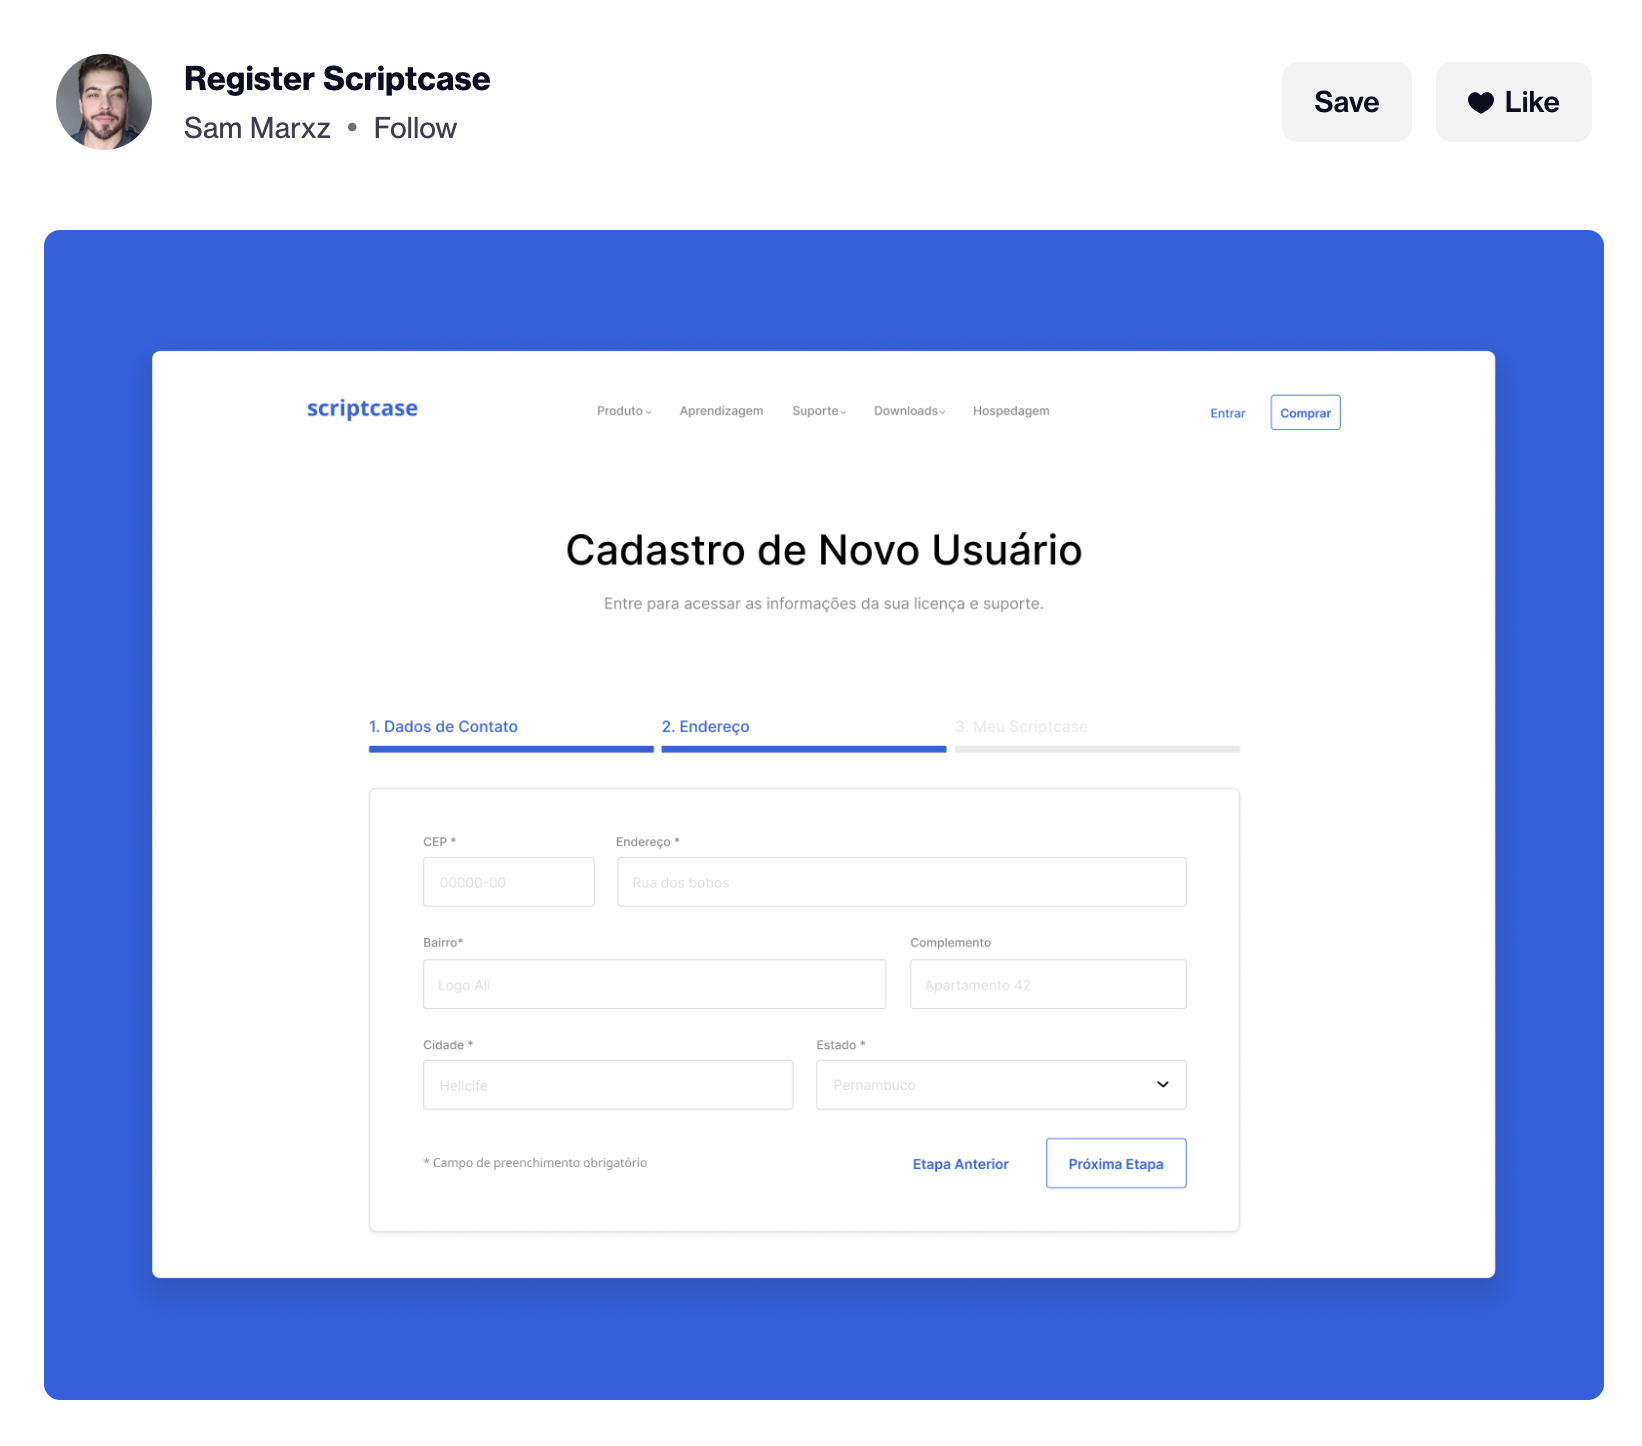 Register Scriptcase
Sam Marxz • Follow
Save
Like
scriptcase
Produto
Aprendizagem
Suporte
Downloads
Hospedagem
Entrar
Comprar
Cadastro de Novo Usuário
Entre para acessar as informações da sua licença e suporte.
1. Dados de Contato
2. Endereço
3. Meu Scriptcase
CEP *
Endereço *
00000-00
Rua dos bobos
Bairro*
Complemento
Logo Ali
Apartamento 42
Cidade *
Estado *
Hellcife
Pernambuco
* Campo de preenchimento obrigatório
Etapa Anterior
Próxima Etapa